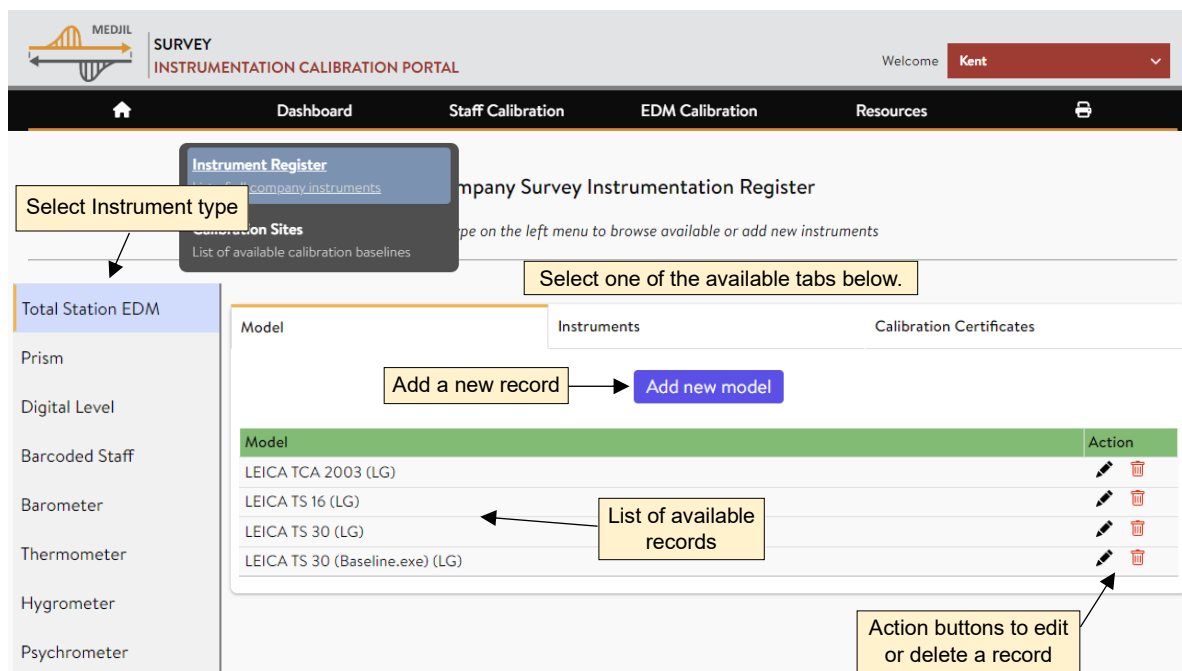 MEDJIL
SURVEY
INSTRUMENTATION CALIBRATION PORTAL
Welcome Kent
Dashboard Staff Calibration EDM Calibration Resources
Instrument Register
company instruments
Calibration Sites
List of available calibration baselines
Select Instrument type
mpany Survey Instrumentation Register
pe on the left menu to browse available or add new instruments
Select one of the available tabs below.
Total Station EDM
Prism
Digital Level
Barcoded Staff
Barometer
Thermometer
Hygrometer
Psychrometer
Model Instruments Calibration Certificates
Add a new record
Add new model
Model Action
LEICA TCA 2003 (LG)
LEICA TS 16 (LG)
LEICA TS 30 (LG)
LEICA TS 30 (Baseline.exe) (LG)
List of available
records
Action buttons to edit
or delete a record